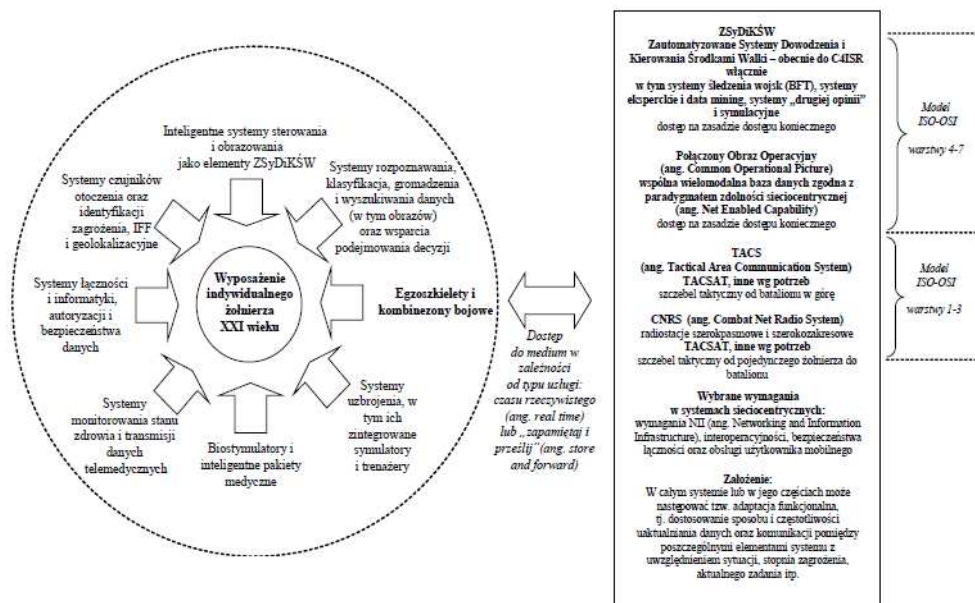 Inteligentne systemy sterowania
i obrazowania
jako elementy ZSyDiKŚW
Systemy czujników
otoczenia oraz
identyfikacji
zagrożenia, IFF
i geolokalizacyjne
Systemy rozpoznawania,
klasyfikacja, gromadzenia
i wyszukiwania danych
(w tym obrazów)
oraz wsparcia
podejmowania decyzji
Systemy łączności
i informatyki,
autoryzacji i
bezpieczeństwa
danych
Wyposażenie
indywidualnego
żołnierza
XXI wieku
Egzoszkielety i
kombinezony bojowe
Systemy
monitorowania stanu
zdrowia i transmisji
danych
telemedycznych
Biostymulatory i
inteligentne pakiety
medyczne
Systemy
uzbrojenia, w
tym ich
zintegrowane
symulatory
i trenażery
Dostęp
do medium w
zależności
od typu usługi:
czasu rzeczywistego
(ang. real time)
lub „zapamiętaj i
prześlij”(ang. store
and forward)
ZSyDiKŚW
Zautomatyzowane Systemy Dowodzenia i
Kierowania Środkami Walki – obecnie do C4ISR
włącznie
w tym systemy śledzenia wojsk (BFT), systemy
eksperckie i data mining, systemy „drugiej opinii”
i symulacyjne
dostęp na zasadzie dostępu koniecznego
Połączony Obraz Operacyjny
(ang. Common Operational Picture)
wspólna wielomodalna baza danych zgodna z
paradygmatem zdolności sieciocentrycznej
(ang. Net Enabled Capability)
dostęp na zasadzie dostępu koniecznego
TACS
(ang. Tactical Area Communication System)
TACSAT, inne wg potrzeb
szczebel taktyczny od batalionu w górę
CNRS (ang. Combat Net Radio System)
radiostacje szerokpasmowe i szerokozakresowe
TACSAT, inne wg potrzeb
szczebel taktyczny od pojedynczego żołnierza do
batalionu
Wybrane wymagania
w systemach sieciocentrycznych:
wymagania NII (ang. Networking and Information
Infrastructure), interoperacyjności, bezpieczeństwa
łączności oraz obsługi użytkownika mobilnego
Założenie:
W całym systemie lub w jego częściach może
następować tzw. adaptacja funkcjonalna,
tj. dostosowanie sposobu i częstotliwości
uaktualniania danych oraz komunikacji pomiędzy
poszczególnymi elementami systemu z
uwzględnieniem sytuacji, stopnia zagrożenia,
aktualnego zadania itp.
Model
ISO-OSI
warstwy 4-7
Model
ISO-OSI
warstwy 1-3